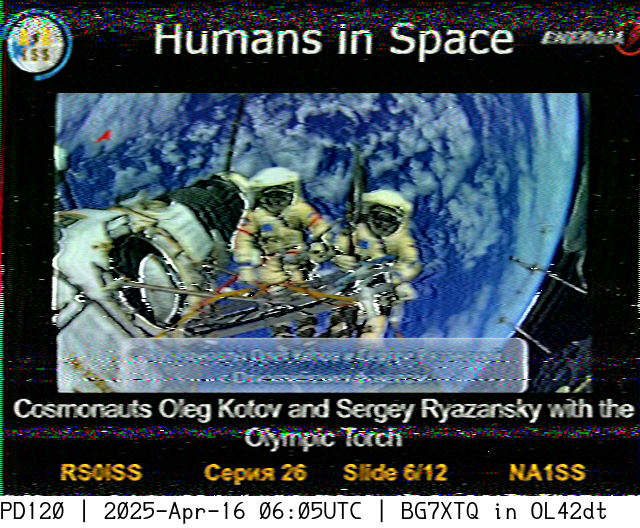 Humans in Space
ENERGIA
ISS
Cosmonauts Oleg Kotov and Sergey Ryazansky with the
Olympic Torch
RS0ISS Серия 26 Slide 6/12 NA1SS
PD120 | 2025-Apr-16 06:05UTC | BG7XTQ in OL42dt